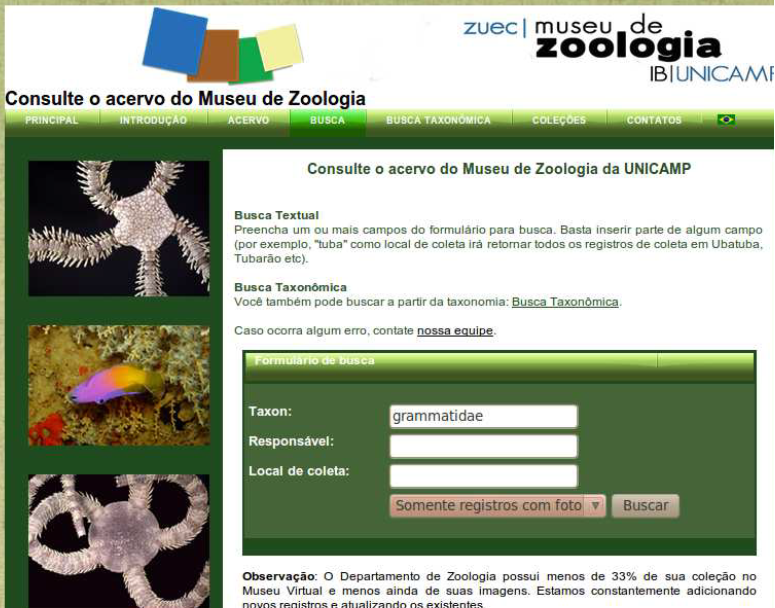 zuec| museu de
zoologia
IB|UNICAMP
Consulte o acervo do Museu de Zoologia
PRINCIPAL INTRODUÇÃO ACERVO BUSCA BUSCA TAXONÔMICA COLEÇÕES CONTATOS
Consulte o acervo do Museu de Zoologia da UNICAMP
Busca Textual
Preencha um ou mais campos do formulário para busca. Basta inserir parte de algum campo
(por exemplo, "tuba" como local de coleta irá retornar todos os registros de coleta em Ubatuba,
Tubarão etc).
Busca Taxonômica
Você também pode buscar a partir da taxonomia: Busca Taxonômica.
Caso ocorra algum erro, contate nossa equipe.
Formulário de busca
Taxon: grammatidae
Responsável:
Local de coleta:
Somente registros com foto Buscar
Observação: O Departamento de Zoologia possui menos de 33% de sua coleção no
Museu Virtual e menos ainda de suas imagens. Estamos constantemente adicionando
novos registros e atualizando os existentes.